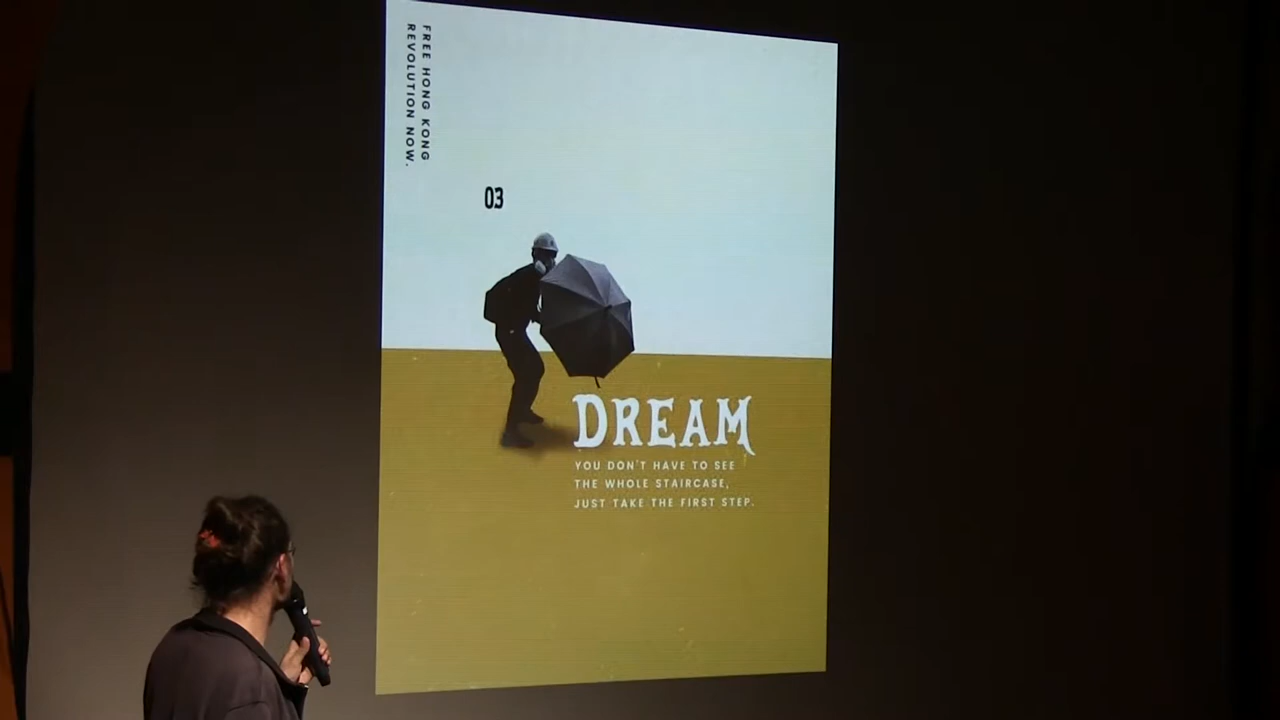 FREE HONG KONG
REVOLUTION NOW.
03
DREAM
YOU DON'T HAVE TO SEE
THE WHOLE STAIRCASE,
JUST TAKE THE FIRST STEP.